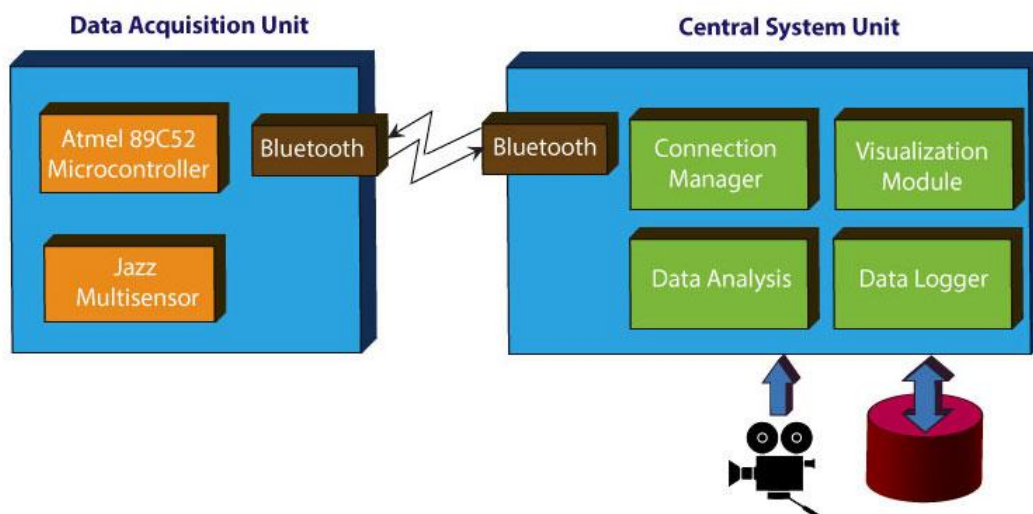 Data Acquisition Unit
Central System Unit
Atmel 89C52
Microcontroller
Bluetooth
Jazz
Multisensor
Bluetooth
Connection
Manager
Visualization
Module
Data Analysis
Data Logger